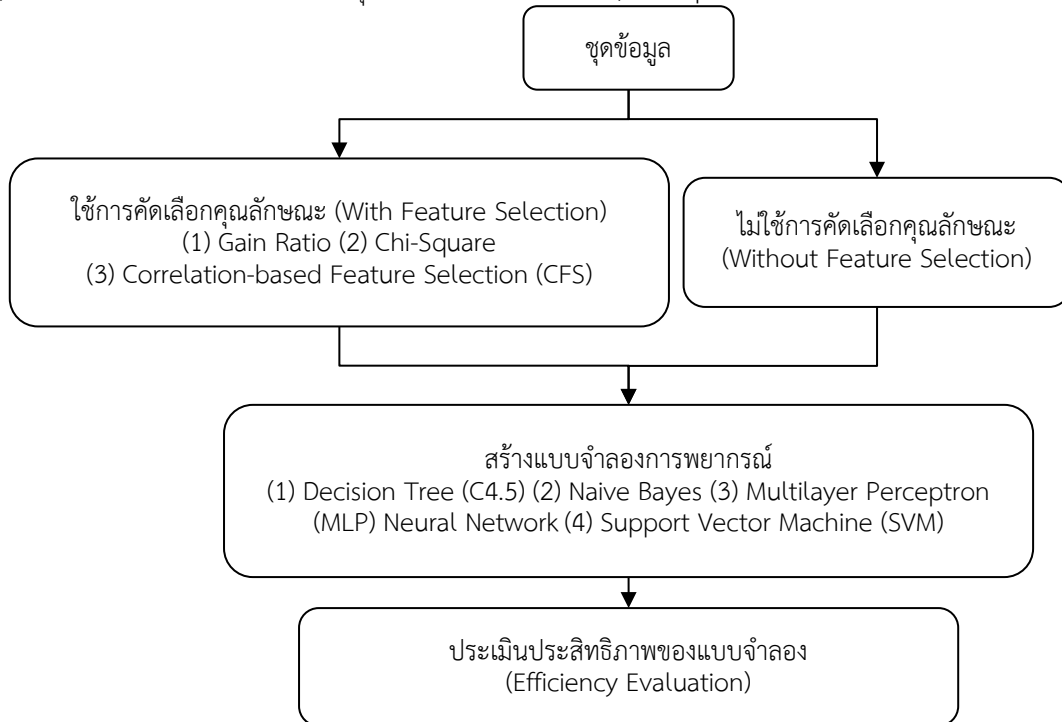 ชุดข้อมูล
ใช้การคัดเลือกคุณลักษณะ (With Feature Selection)
(1) Gain Ratio (2) Chi-Square
(3) Correlation-based Feature Selection (CFS)
ไม่ใช้การคัดเลือกคุณลักษณะ
(Without Feature Selection)
สร้างแบบจำลองการพยากรณ์
(1) Decision Tree (C4.5) (2) Naive Bayes (3) Multilayer Perceptron
(MLP) Neural Network (4) Support Vector Machine (SVM)
ประเมินประสิทธิภาพของแบบจำลอง
(Efficiency Evaluation)